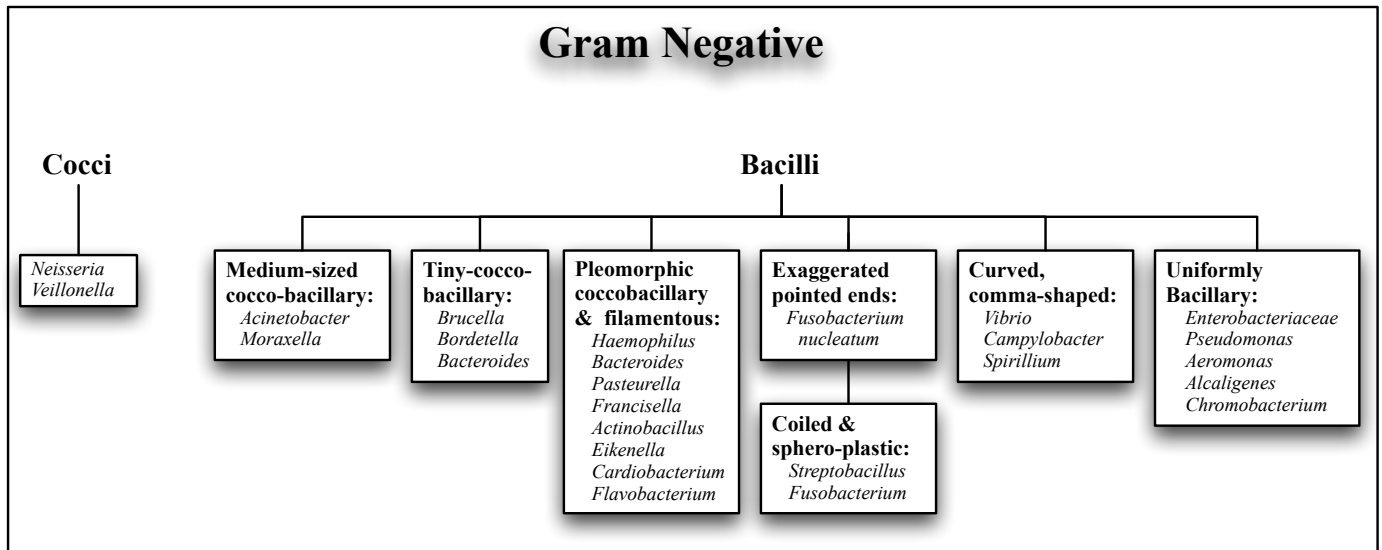 Gram Negative
Cocci
Bacilli
Neisseria
Veillonella
Medium-sized
cocco-bacillary:
Acinetobacter
Moraxella
Tiny-cocco-
bacillary:
Brucella
Bordetella
Bacteroides
Pleomorphic
coccobacillary
& filamentous:
Haemophilus
Bacteroides
Pasteurella
Francisella
Actinobacillus
Eikenella
Cardiobacterium
Flavobacterium
Exaggerated
pointed ends:
Fusobacterium
nucleatum
Coiled &
sphero-plastic:
Streptobacillus
Fusobacterium
Curved,
comma-shaped:
Vibrio
Campylobacter
Spirillium
Uniformly
Bacillary:
Enterobacteriaceae
Pseudomonas
Aeromonas
Alcaligenes
Chromobacterium